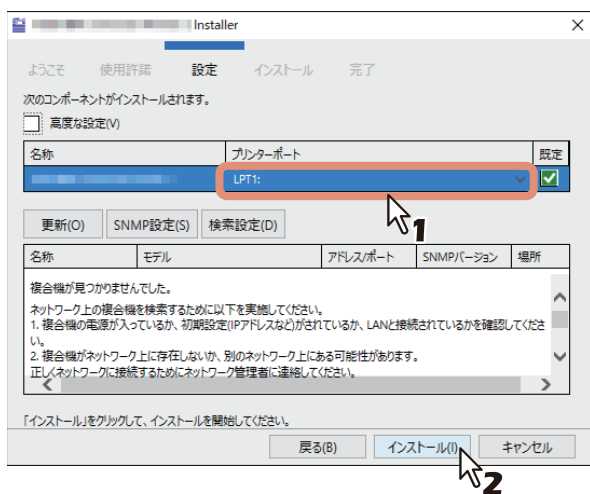 Installer
ようこそ 使用許諾 設定 インストール 完了
次のコンポーネントがインストールされます。
高度な設定(V)
名称 プリンターポート 既定
LPT1:
1
更新(O) SNMP設定(S) 検索設定(D)
名称 モデル アドレス/ポート SNMPバージョン 場所
複合機が見つかりませんでした。
ネットワーク上の複合機を検索するために以下を実施してください。
1. 複合機の電源が入っているか、初期設定(IPアドレスなど)がされているか、LANと接続されているかを確認してくださ
い。
2. 複合機がネットワーク上に存在しないか、別のネットワーク上にある可能性があります。
正しくネットワークに接続するためにネットワーク管理者に連絡してください。
「インストール」をクリックして、インストールを開始してください。
戻る(B) インストール(I) キャンセル
2